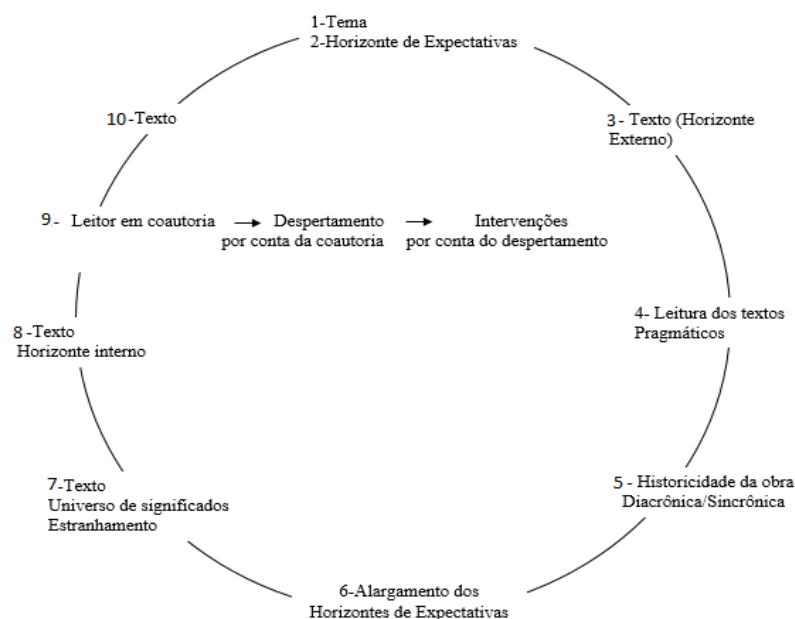 1-Tema
2-Horizonte de Expectativas
3- Texto (Horizonte
Externo)
4- Leitura dos textos
Pragmáticos
5 - Historicidade da obra
Diacrônica/Sincrônica
6-Alargamento dos
Horizontes de Expectativas
7-Texto
Universo de significados
Estranhamento
8 -Texto
Horizonte interno
9.- Leitor em coautoria → Despertamento → Intervenções
por conta da coautoria por conta do despertamento
10-Texto